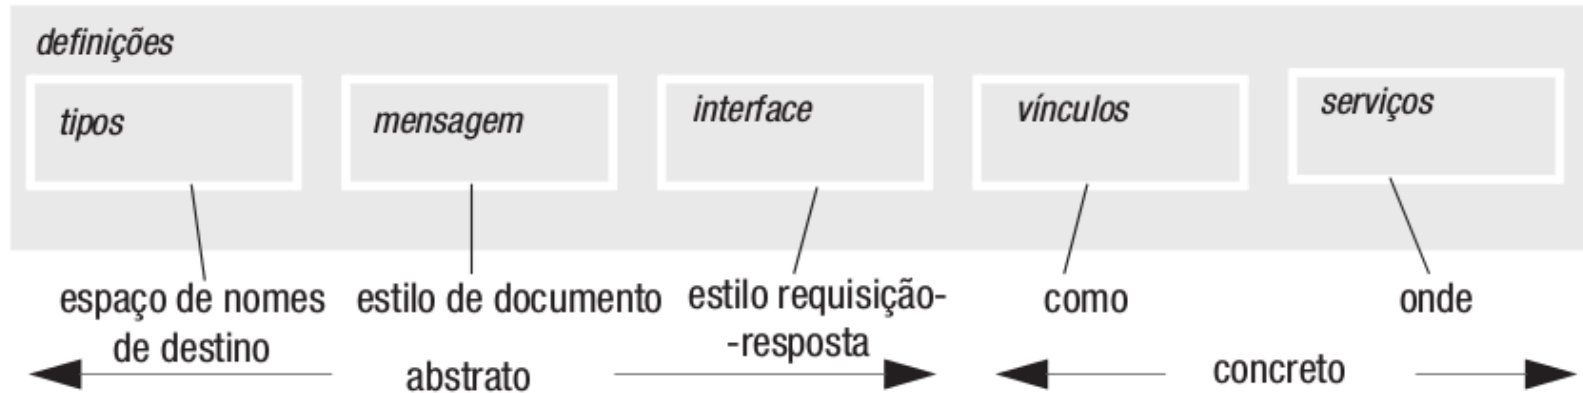 definições
tipos
mensagem
interface
vínculos
serviços
espaço de nomes
de destino
estilo de documento
estilo requisição-
-resposta
como
onde
abstrato
concreto